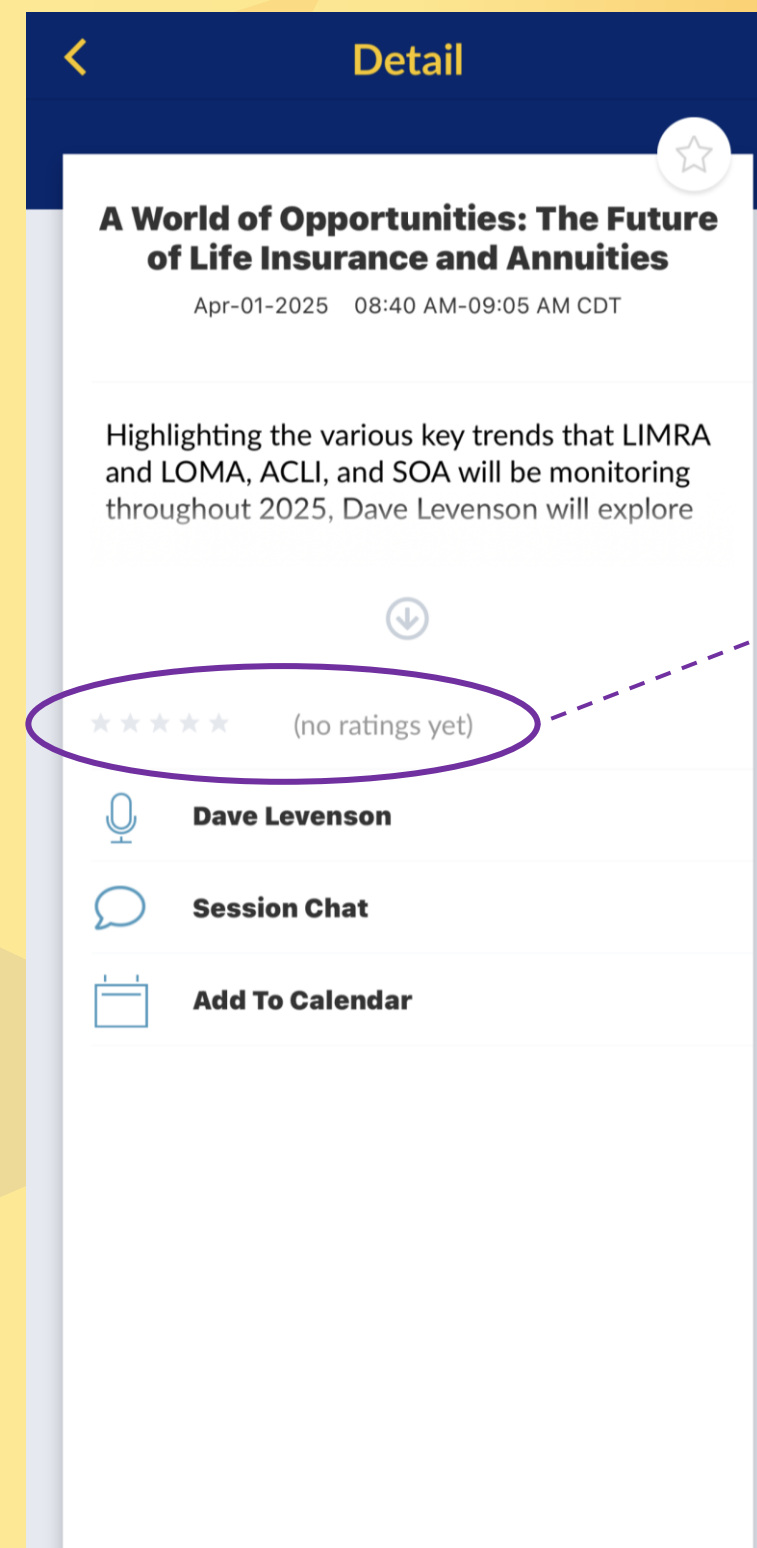 Detail
A World of Opportunities: The Future
of Life Insurance and Annuities
Apr-01-2025 08:40 AM-09:05 AM CDT
Highlighting the various key trends that LIMRA
and LOMA, ACLI, and SOA will be monitoring
throughout 2025, Dave Levenson will explore
(no ratings yet)
Dave Levenson
Session Chat
Add To Calendar